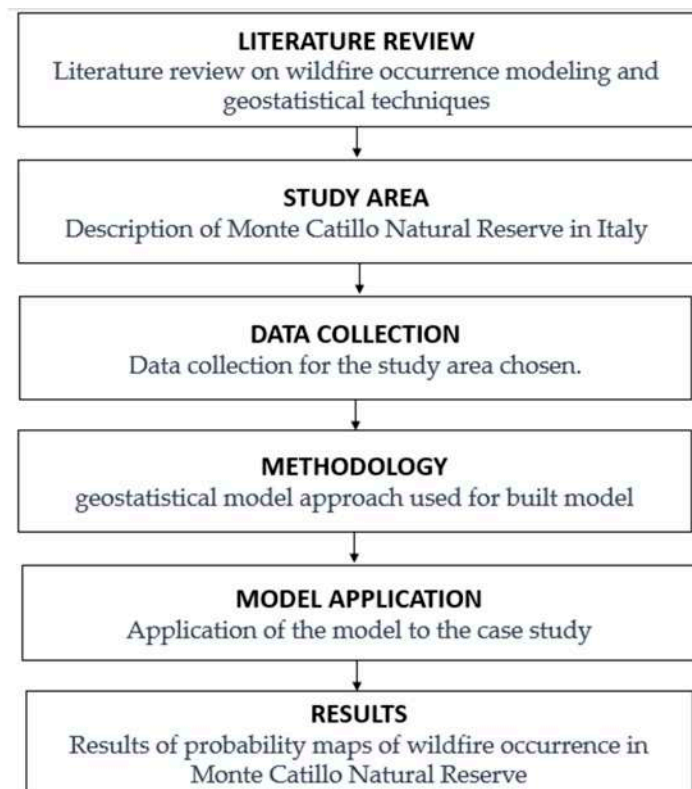 LITERATURE REVIEW
Literature review on wildfire occurrence modeling and
geostatistical techniques
STUDY AREA
Description of Monte Catillo Natural Reserve in Italy
DATA COLLECTION
Data collection for the study area chosen.
METHODOLOGY
geostatistical model approach used for built model
MODEL APPLICATION
Application of the model to the case study
RESULTS
Results of probability maps of wildfire occurrence in
Monte Catillo Natural Reserve